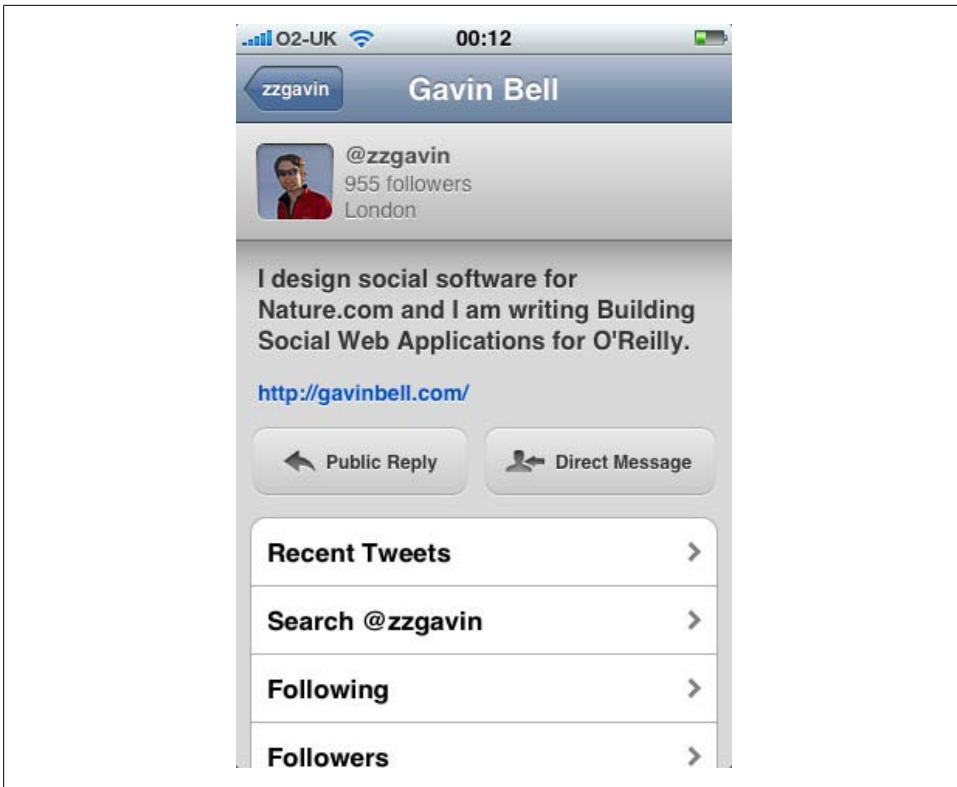 O2-UK 00:12
zzgavin Gavin Bell
@zzgavin
955 followers
London
I design social software for
Nature.com and I am writing Building
Social Web Applications for O'Reilly.
http://gavinbell.com/
Public Reply Direct Message
Recent Tweets
Search @zzgavin
Following
Followers